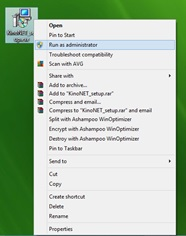 Open
Pin to Start
Run as administrator
Troubleshoot compatibility
Scan with AVG
Share with
Add to archive...
Add to "KinoNET_setup.rar"
Compress and email...
Compress to "KinoNET_setup.rar" and email
Split with Ashampoo WinOptimizer
Encrypt with Ashampoo WinOptimizer
Decrypt with Ashampoo WinOptimizer
Pin to Taskbar
Send to
Cut
Copy
Create shortcut
Delete
Rename
Properties